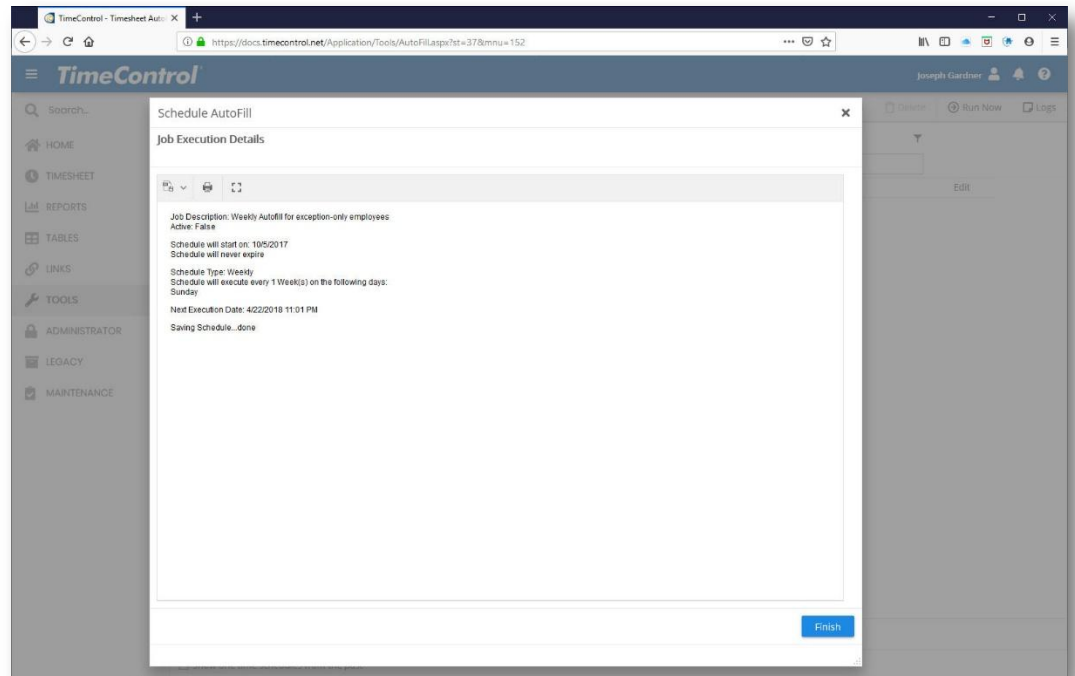 TimeControl - Timesheet Auto
https://docs.timecontrol.net/Application/Tools/AutoFill.aspx?st=37&mnu=152
TimeControl
Joseph Gardner
Search...
Schedule AutoFill
Delete
Run Now
Logs
Job Execution Details
HOME
TIMESHEET
Edit
REPORTS
TABLES
LINKS
TOOLS
ADMINISTRATOR
LEGACY
MAINTENANCE
Job Description: Weekly Autofill for exception-only employees
Active: False
Schedule will start on: 10/5/2017
Schedule will never expire
Schedule Type: Weekly
Schedule will execute every 1 Week(s) on the following days:
Sunday
Next Execution Date: 4/22/2018 11:01 PM
Saving Schedule...done
Finish